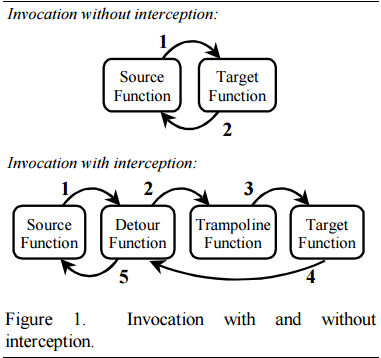 Invocation without interception:
1
Source Function
Target Function
2
Invocation with interception:
1 2 3
Source Function
Detour Function
Trampoline Function
Target Function
5 4
Figure 1. Invocation with and without
interception.